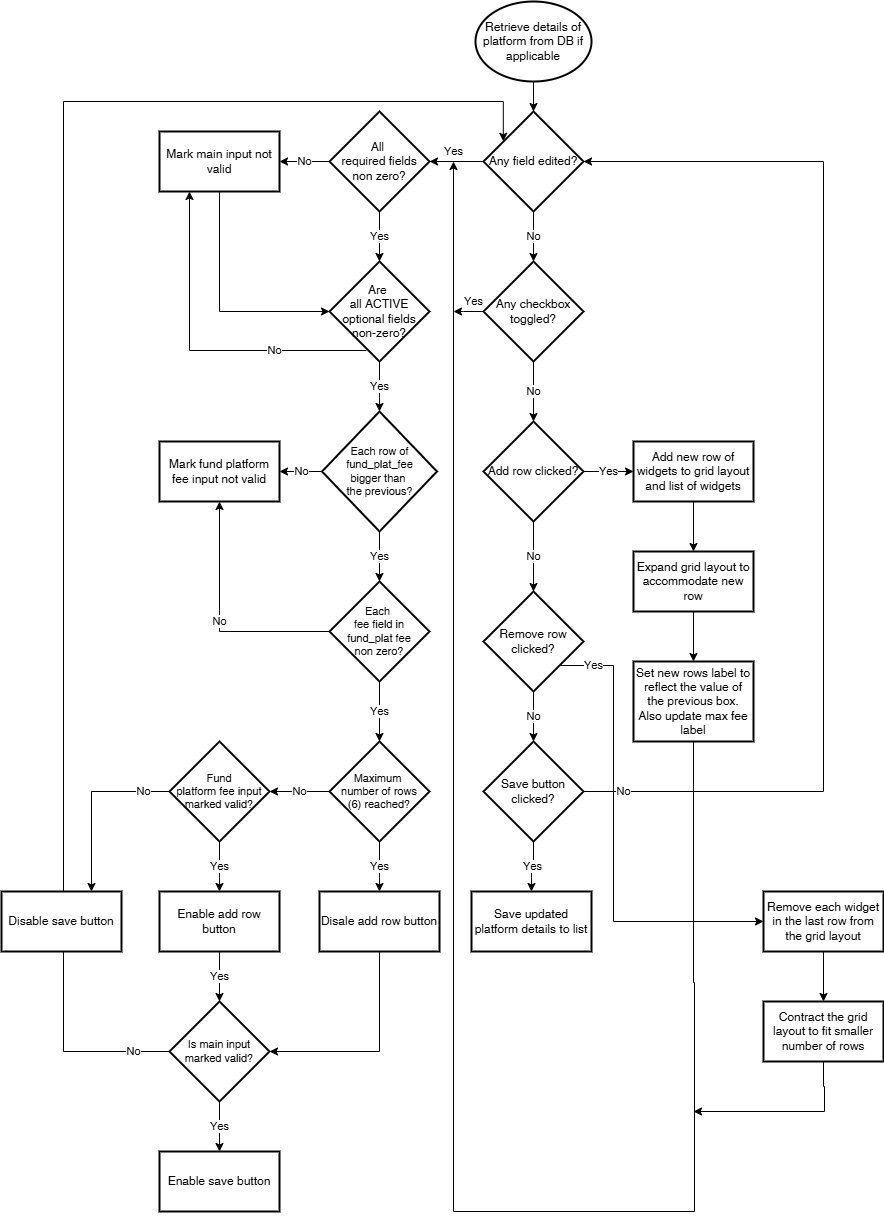 Retrieve details of
platform from DB if
applicable
All
required fields
non zero?
Mark main input not
valid
No
Yes
Any field edited?
Yes
No
Are
all ACTIVE
optional fields
non-zero?
Yes
Any checkbox
toggled?
No
Yes
No
Each row of
fund_plat_fee
bigger than
the previous?
Mark fund platform
fee input not valid
No
Add row clicked?
Yes
Add new row of
widgets to grid layout
and list of widgets
Yes
No
Expand grid layout to
accommodate new
row
Each
fee field in
fund_plat fee
non zero?
No
Remove row
clicked?
Yes
Set new rows label to
reflect the value of
the previous box.
Also update max fee
label
Yes
No
Fund
platform fee input
marked valid?
No
No
Maximum
number of rows
(6) reached?
Save button
clicked?
No
Yes
Yes
Yes
Disable save button
Enable add row
button
Disale add row button
Save updated
platform details to list
Remove each widget
in the last row from
the grid layout
Yes
Contract the grid
layout to fit smaller
number of rows
No
Is main input
marked valid?
Yes
Enable save button